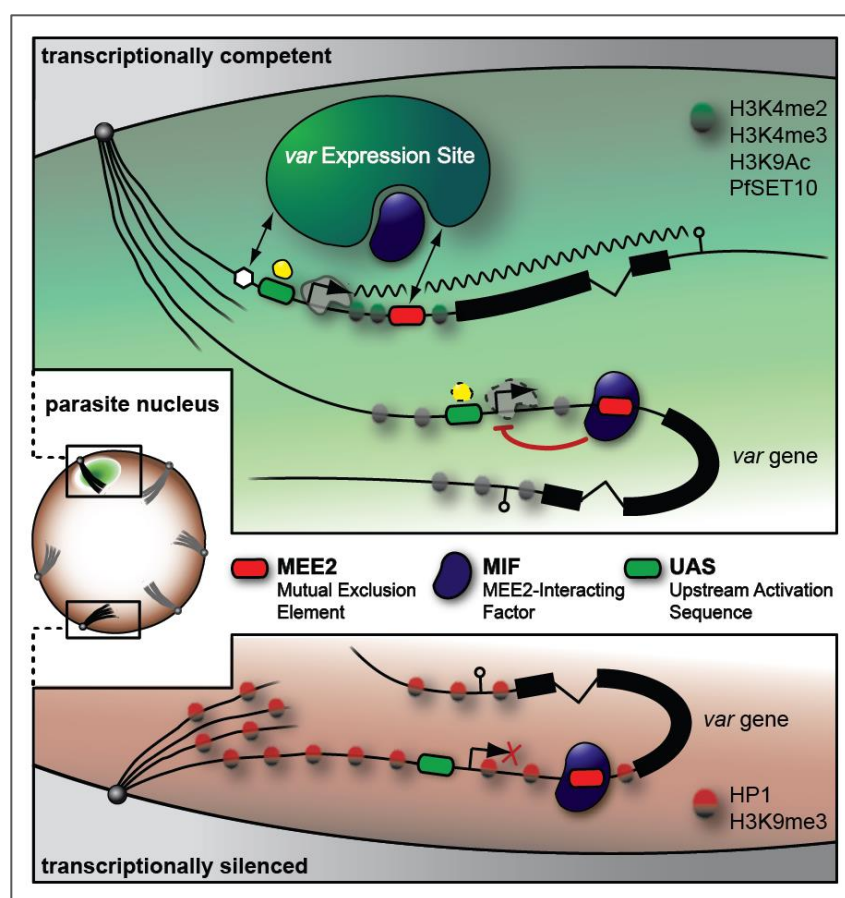 transcriptionally competent
H3K4me2
H3K4me3
H3K9Ac
PfSET10
var Expression Site
parasite nucleus
var gene
MEE2
Mutual Exclusion
Element
MIF
MEE2-Interacting
Factor
UAS
Upstream Activation
Sequence
var gene
HP1
H3K9me3
transcriptionally silenced